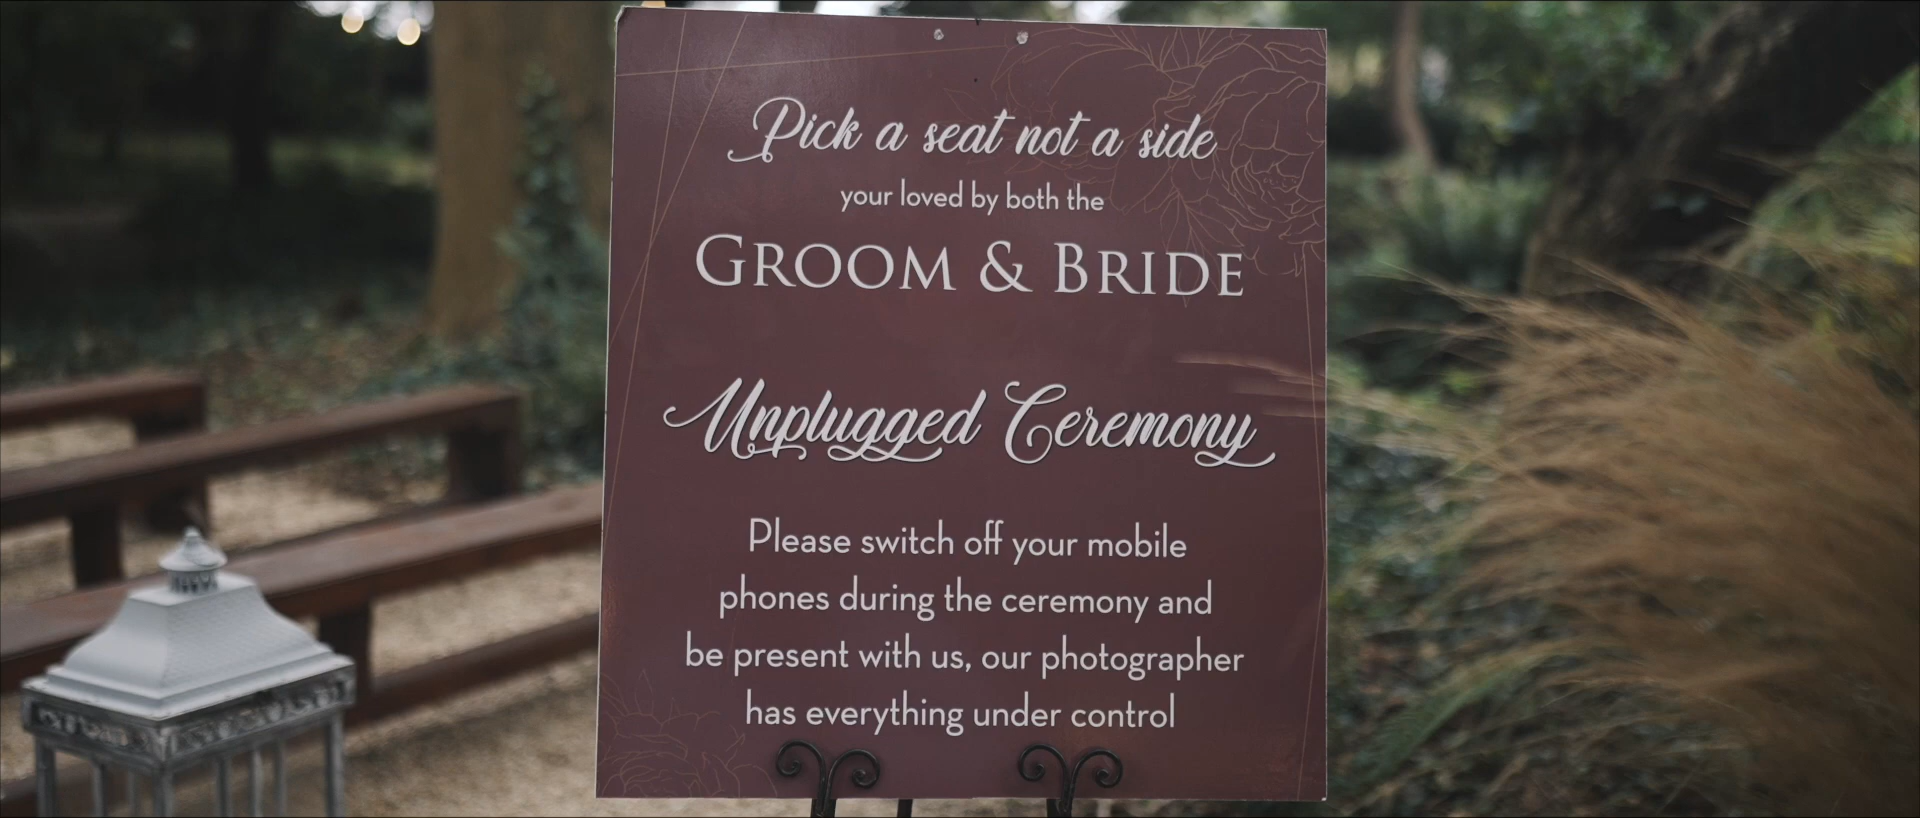 Pick a seat not a side
your loved by both the
GROOM & BRIDE
Unplugged Ceremony
Please switch off your mobile
phones during the ceremony and
be present with us, our photographer
has everything under control